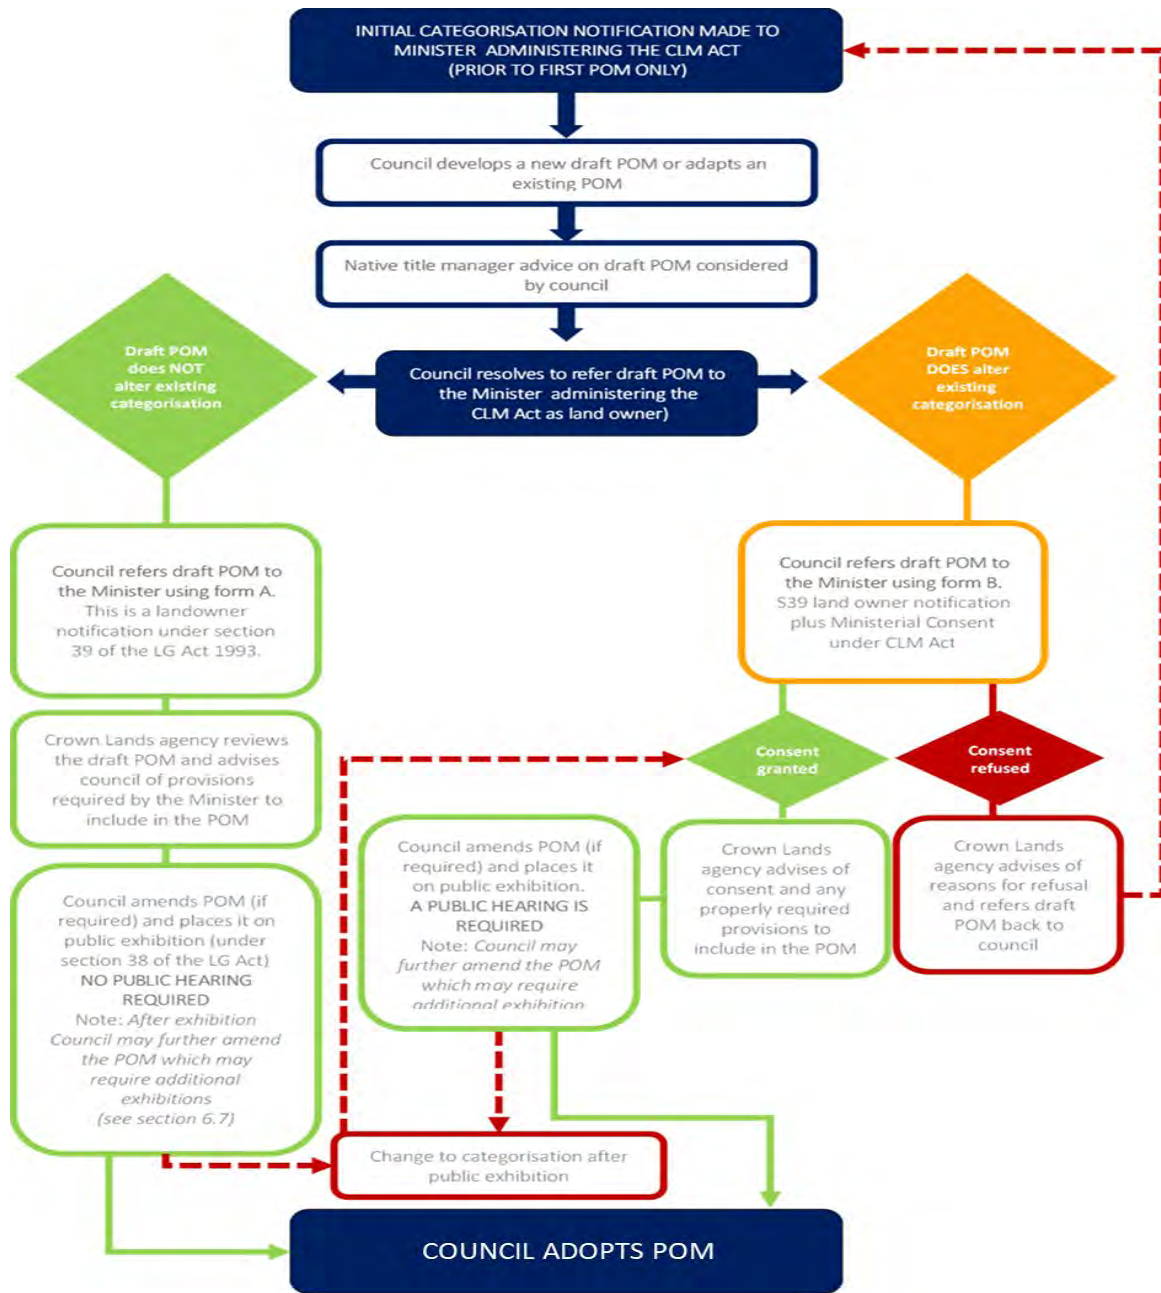 INITIAL CATEGORISATION NOTIFICATION MADE TO
MINISTER ADMINISTERING THE CLM ACT
(PRIOR TO FIRST POM ONLY)
Council develops a new draft POM or adapts an
existing POM
Native title manager advice on draft POM considered
by council
Council resolves to refer draft POM to
the Minister administering the
CLM Act as land owner)
Draft POM
does NOT
alter existing
categorisation
Draft POM
DOES alter
existing
categorisation
Council refers draft POM to
the Minister using form A.
This is a landowner
notification under section
39 of the LG Act 1993.
Council refers draft POM to
the Minister using form B.
S39 land owner notification
plus Ministerial Consent
under CLM Act
Crown Lands agency reviews
the draft POM and advises
council of provisions
required by the Minister to
include in the POM
Consent
granted
Consent
refused
Council amends POM (if
required) and places it on
public exhibition (under
section 38 of the LG Act)
NO PUBLIC HEARING
REQUIRED
Note: After exhibition
Council may further amend
the POM which may
require additional
exhibitions
(see section 6.7)
Council amends POM (if
required) and places it
on public exhibition.
A PUBLIC HEARING IS
REQUIRED
Note: Council may
further amend the POM
which may require
additional exhibition
Crown Lands
agency advises of
consent and any
properly required
provisions to
include in the POM
Crown Lands
agency advises of
reasons for refusal
and refers draft
POM back to
council
Change to categorisation after
public exhibition
COUNCIL ADOPTS POM